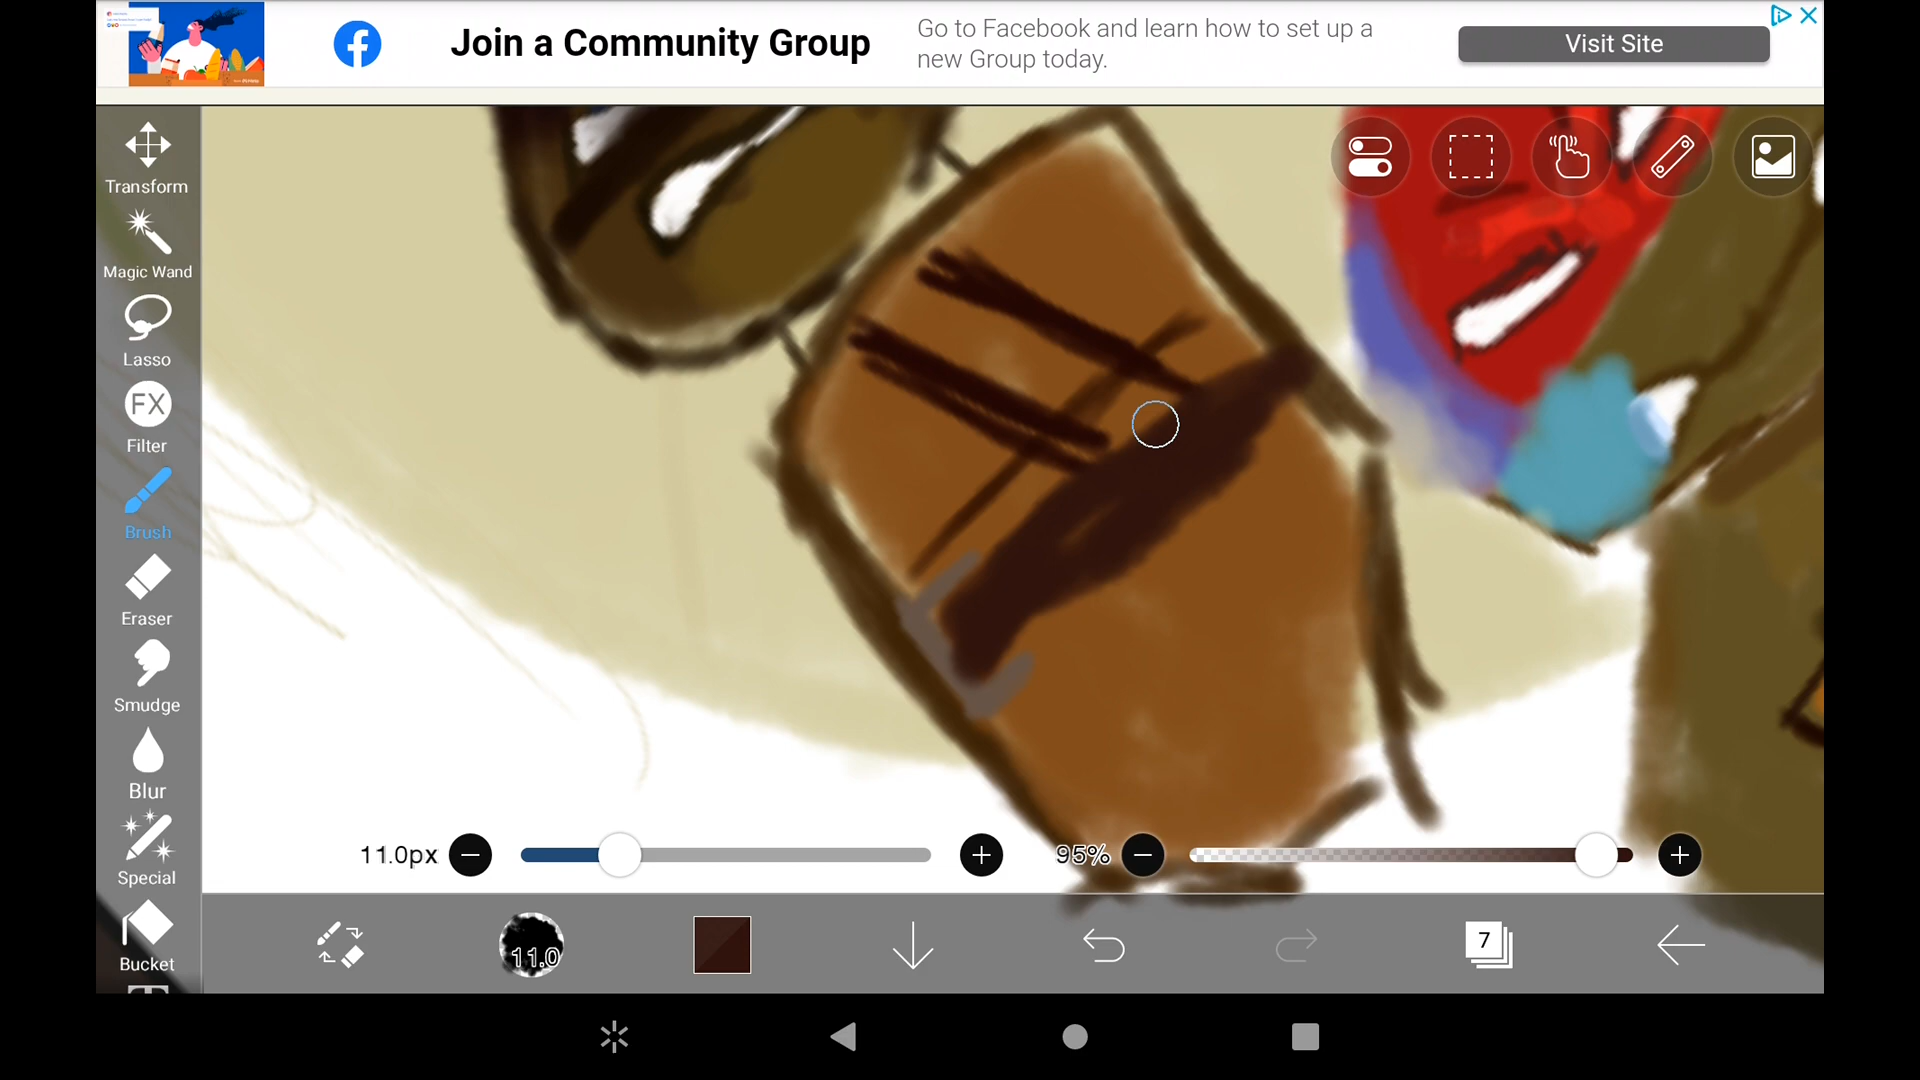 Join a Community Group
Go to Facebook and learn how to set up a
new Group today.
Visit Site
Transform
Magic Wand
Lasso
FX
Filter
Brush
Eraser
Smudge
Blur
Special
Bucket
11.0px
95%
11.0
7